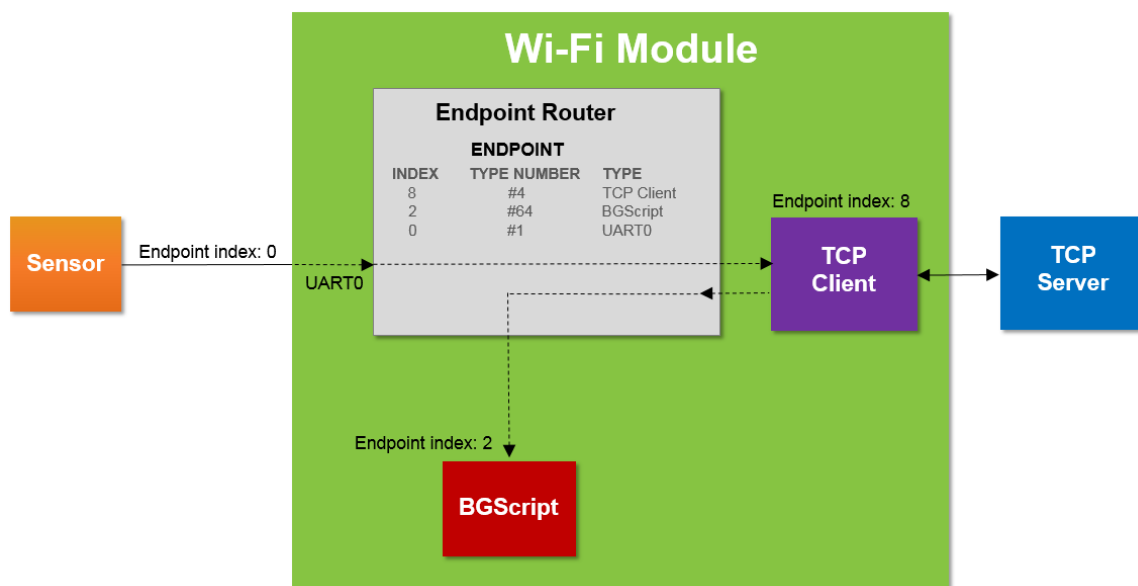 Wi-Fi Module
Endpoint Router
ENDPOINT
INDEX TYPE NUMBER TYPE
8 #4 TCP Client
2 #64 BGScript
0 #1 UART0
Endpoint index: 8
Sensor
Endpoint index: 0
UART0
TCP
Client
TCP
Server
Endpoint index: 2
BGScript